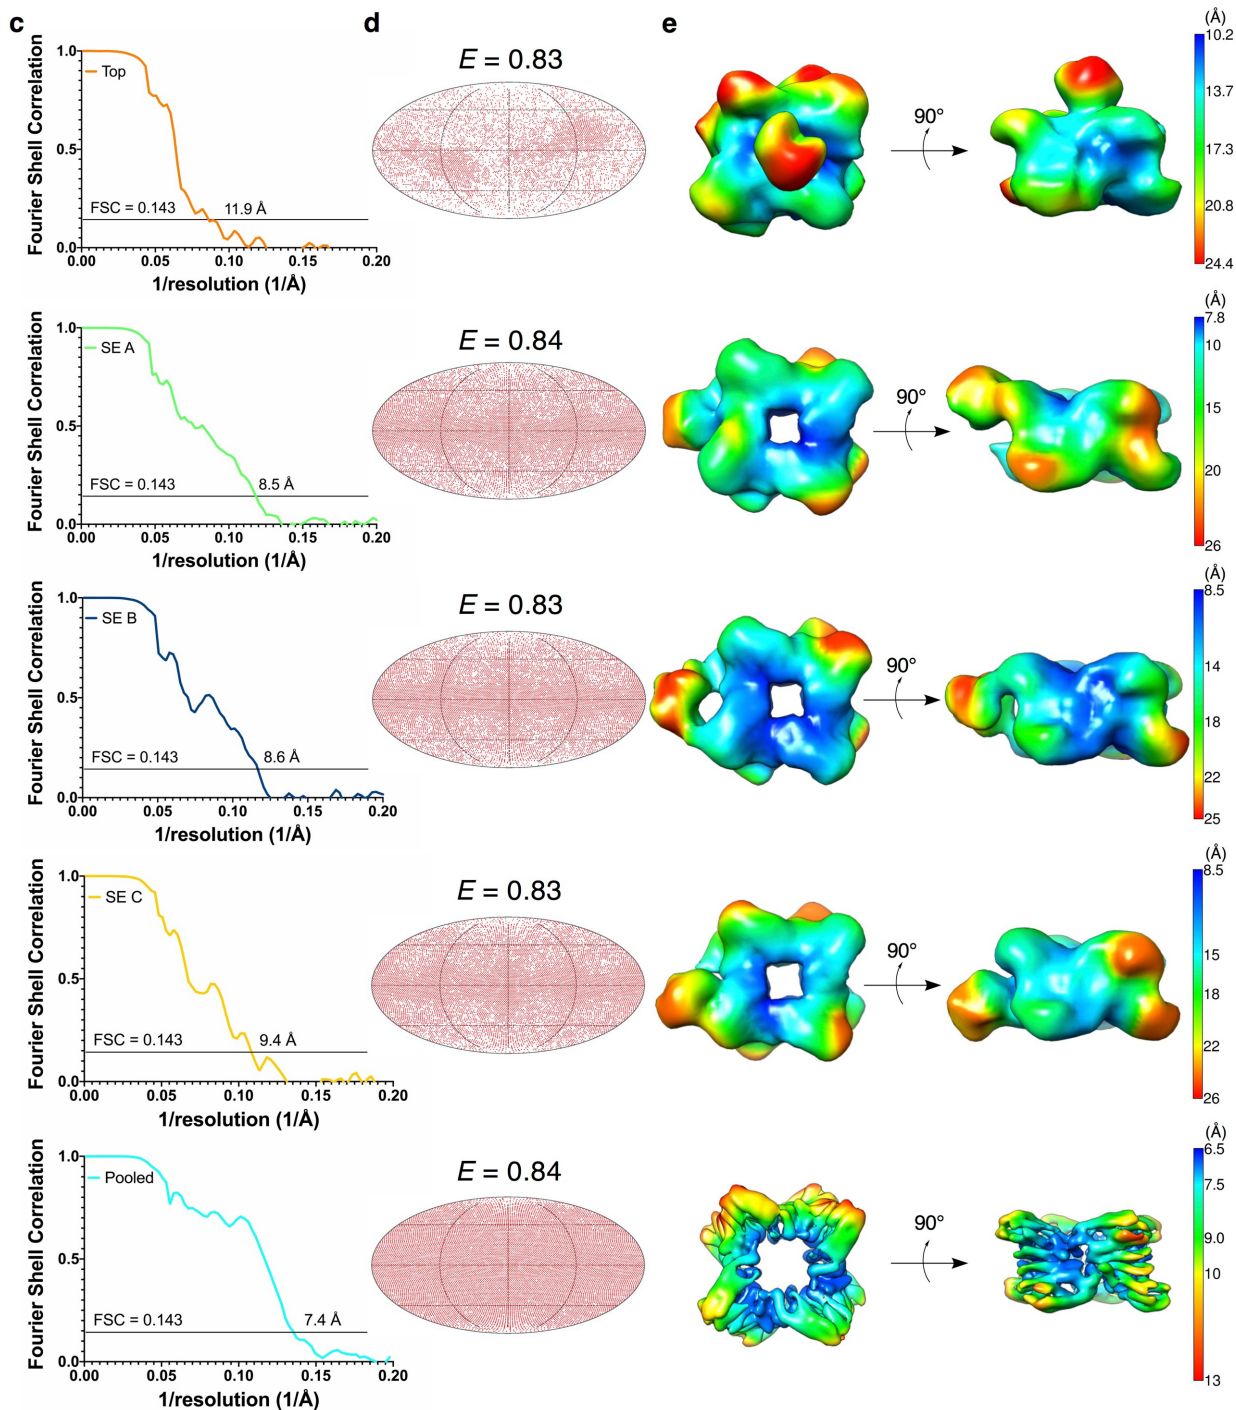 c
d
e
Fourier Shell Correlation
1.0
0.5
0.0
Top
FSC = 0.143
11.9 Å
0.00
0.05
0.10
0.15
0.20
1/resolution (1/Å)
E = 0.83
90°
(Å)
10.2
13.7
17.3
20.8
24.4
Fourier Shell Correlation
1.0
0.5
0.0
SE A
FSC = 0.143
8.5 Å
0.00
0.05
0.10
0.15
0.20
1/resolution (1/Å)
E = 0.84
90°
(Å)
7.8
10
15
20
26
Fourier Shell Correlation
1.0
0.5
0.0
SE B
FSC = 0.143
8.6 Å
0.00
0.05
0.10
0.15
0.20
1/resolution (1/Å)
E = 0.83
90°
(Å)
8.5
14
18
22
25
Fourier Shell Correlation
1.0
0.5
0.0
SE C
FSC = 0.143
9.4 Å
0.00
0.05
0.10
0.15
0.20
1/resolution (1/Å)
E = 0.83
90°
(Å)
8.5
15
18
22
26
Fourier Shell Correlation
1.0
0.5
0.0
Pooled
FSC = 0.143
7.4 Å
0.00
0.05
0.10
0.15
0.20
1/resolution (1/Å)
E = 0.84
90°
(Å)
6.5
7.5
9.0
10
13